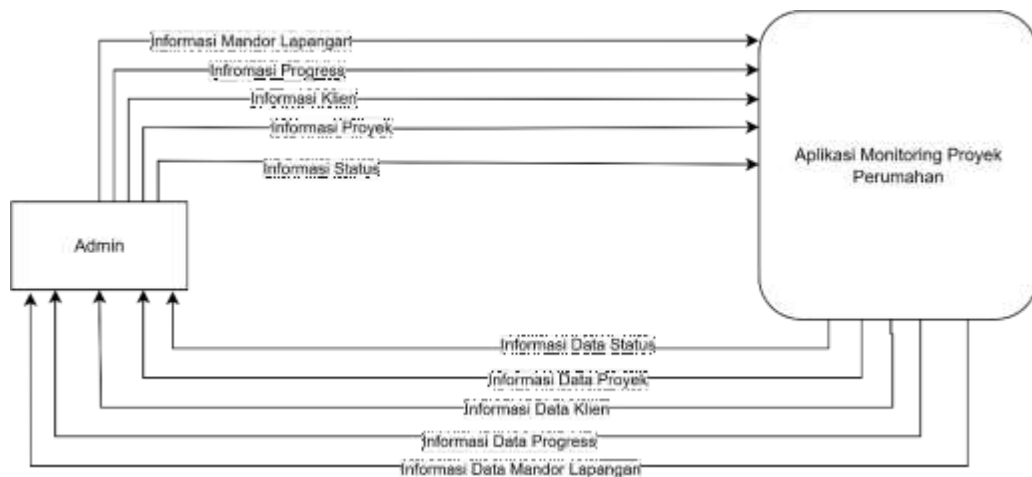 Informasi Mandor Lapangan
Infromasi Progress
Informasi Klien
Informasi Proyek
Informasi Status
Aplikasi Monitoring Proyek
Perumahan
Admin
Informasi Data Status
Informasi Data Proyek
Informasi Data Klien
Informasi Data Progress
Informasi Data Mandor Lapangan